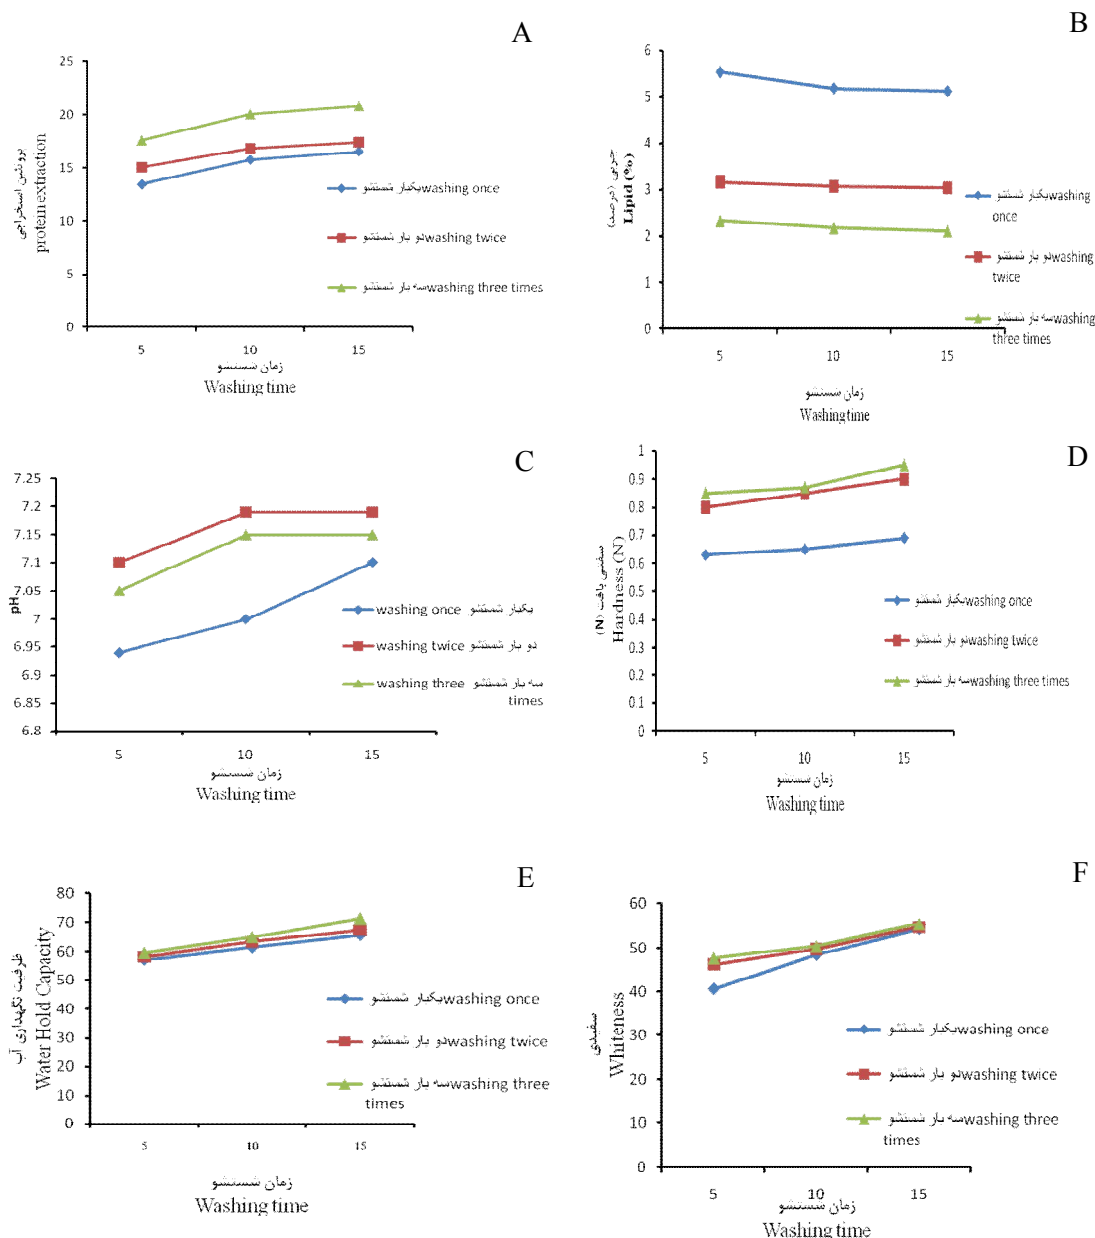 A
25
20
15
10
5
0
پروتئین استخراجی
protein extraction
یکبار شستشو washing once
دو بار شستشو washing twice
سه بار شستشو washing three times
5 10 15
زمان شستشو
Washing time
B
6
5
4
3
2
1
0
چربی (درصد)
Lipid (%)
یکبار شستشو washing
once
دو بار شستشو washing
twice
سه بار شستشو washing
three times
5 10 15
زمان شستشو
Washing time
C
7.25
7.2
7.15
7.1
7.05
7
6.95
6.9
6.85
6.8
pH
washing once یکبار شستشو
washing twice دو بار شستشو
washing three سه بار شستشو
times
5 10 15
زمان شستشو
Washing time
D
1
0.9
0.8
0.7
0.6
0.5
0.4
0.3
0.2
0.1
0
سفتی بافت (N)
Hardness (N)
یکبار شستشو washing once
دو بار شستشو washing twice
سه بار شستشو washing three times
5 10 15
زمان شستشو
Washing time
E
80
70
60
50
40
30
20
10
0
ظرفیت نگهداری آب
Water Hold Capacity
یکبار شستشو washing once
دو بار شستشو washing twice
سه بار شستشو washing three
times
5 10 15
زمان شستشو
Washing time
F
60
50
40
30
20
10
0
سفیدی
Whiteness
یکبار شستشو washing once
دو بار شستشو washing twice
سه بار شستشو washing three
times
5 10 15
زمان شستشو
Washing time